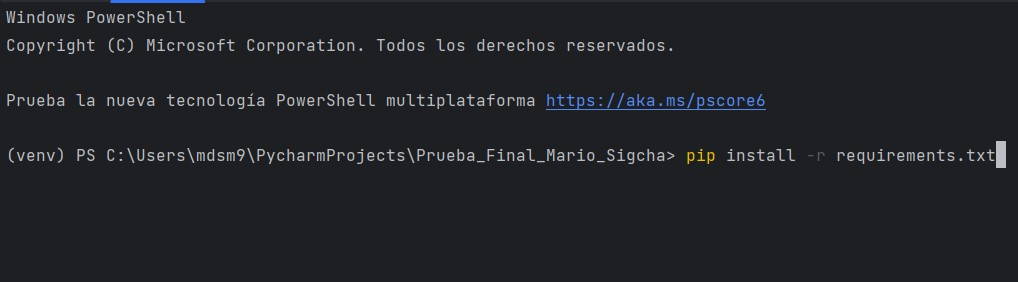 Windows PowerShell
Copyright (C) Microsoft Corporation. Todos los derechos reservados.
Prueba la nueva tecnología PowerShell multiplataforma https://aka.ms/pscore6
(venv) PS C:\Users\mdsm9\PycharmProjects\Prueba_Final_Mario_Sigcha> pip install -r requirements.txt